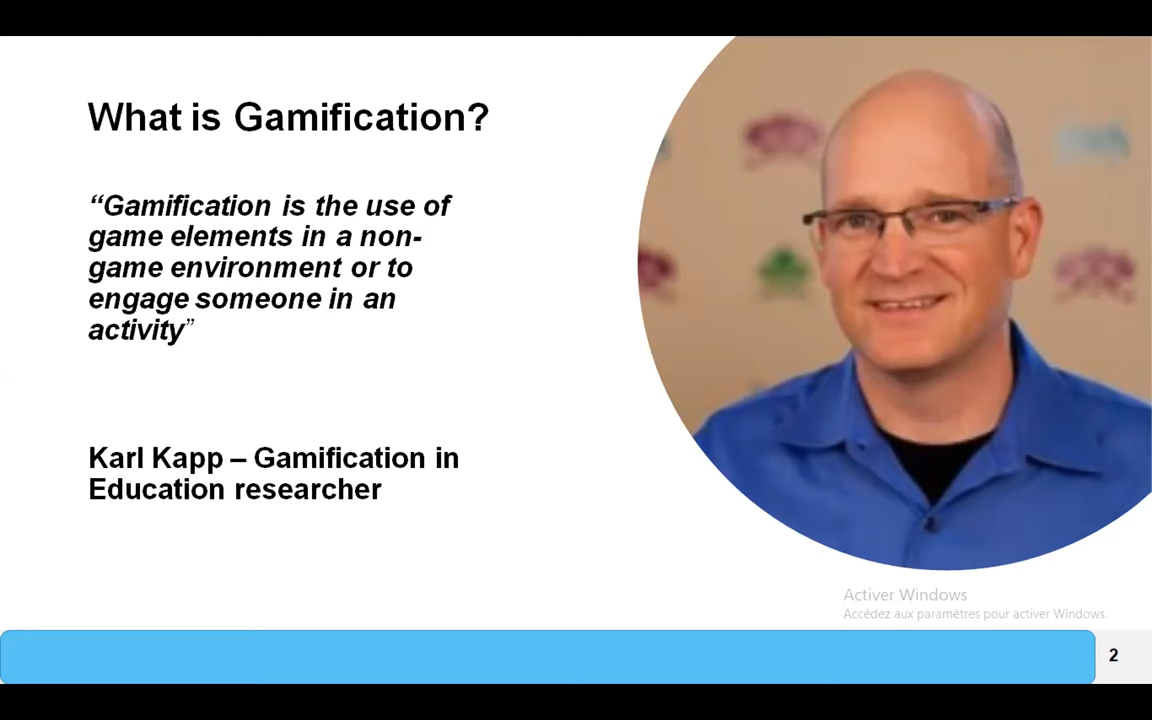 What is Gamification?
“Gamification is the use of
game elements in a non-
game environment or to
engage someone in an
activity”
Karl Kapp – Gamification in
Education researcher
Activer Windows
Accédez aux paramètres pour activer Windows.
2